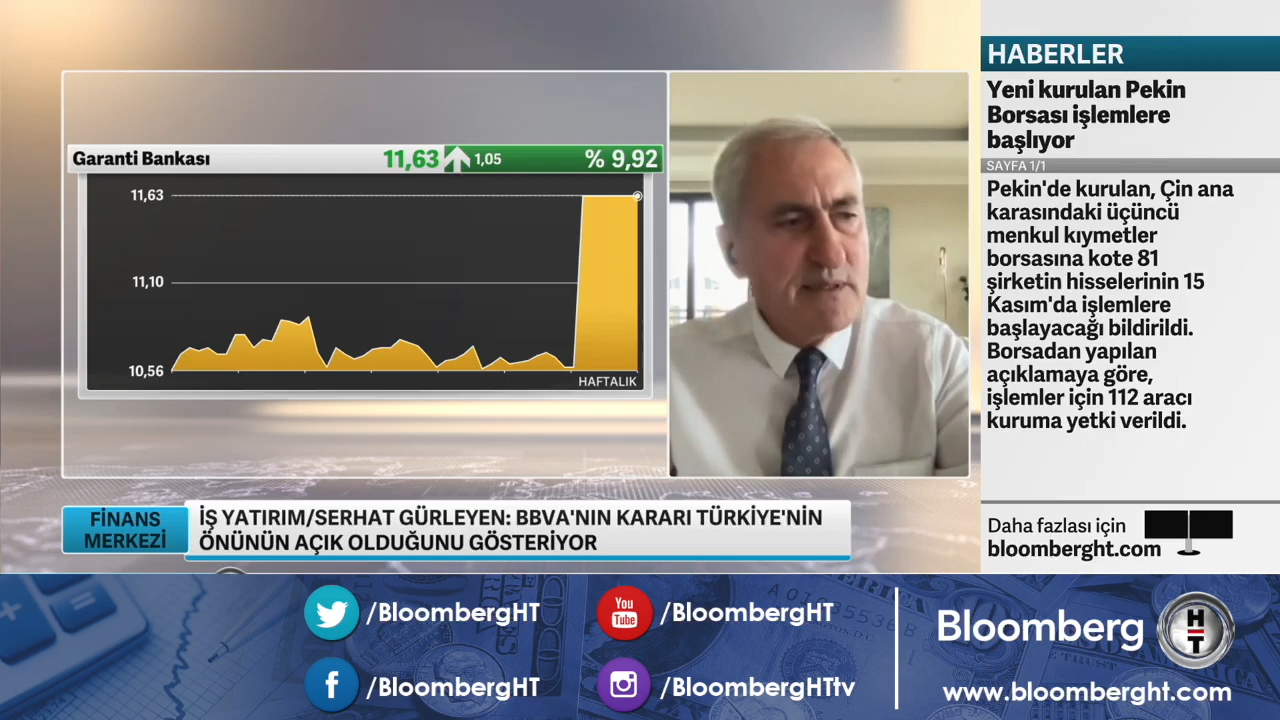 Garanti Bankası 11,63 1,05 % 9,92
11,63
11,10
10,56
HAFTALIK
FİNANS MERKEZİ
İŞ YATIRIM/SERHAT GÜRLEYEN: BBVA'NIN KARARI TÜRKİYE'NİN
ÖNÜNÜN AÇIK OLDUĞUNU GÖSTERİYOR
HABERLER
Yeni kurulan Pekin
Borsası işlemlere
başlıyor
SAYFA 1/1
Pekin'de kurulan, Çin ana
karasındaki üçüncü
menkul kıymetler
borsasına kote 81
şirketin hisselerinin 15
Kasım'da işlemlere
başlayacağı bildirildi.
Borsadan yapılan
açıklamaya göre,
işlemler için 112 aracı
kuruma yetki verildi.
Daha fazlası için
bloomberght.com
/BloombergHT
You Tube /BloombergHT
/BloombergHT
/BloombergHTtv
Bloomberg HT
www.bloomberght.com